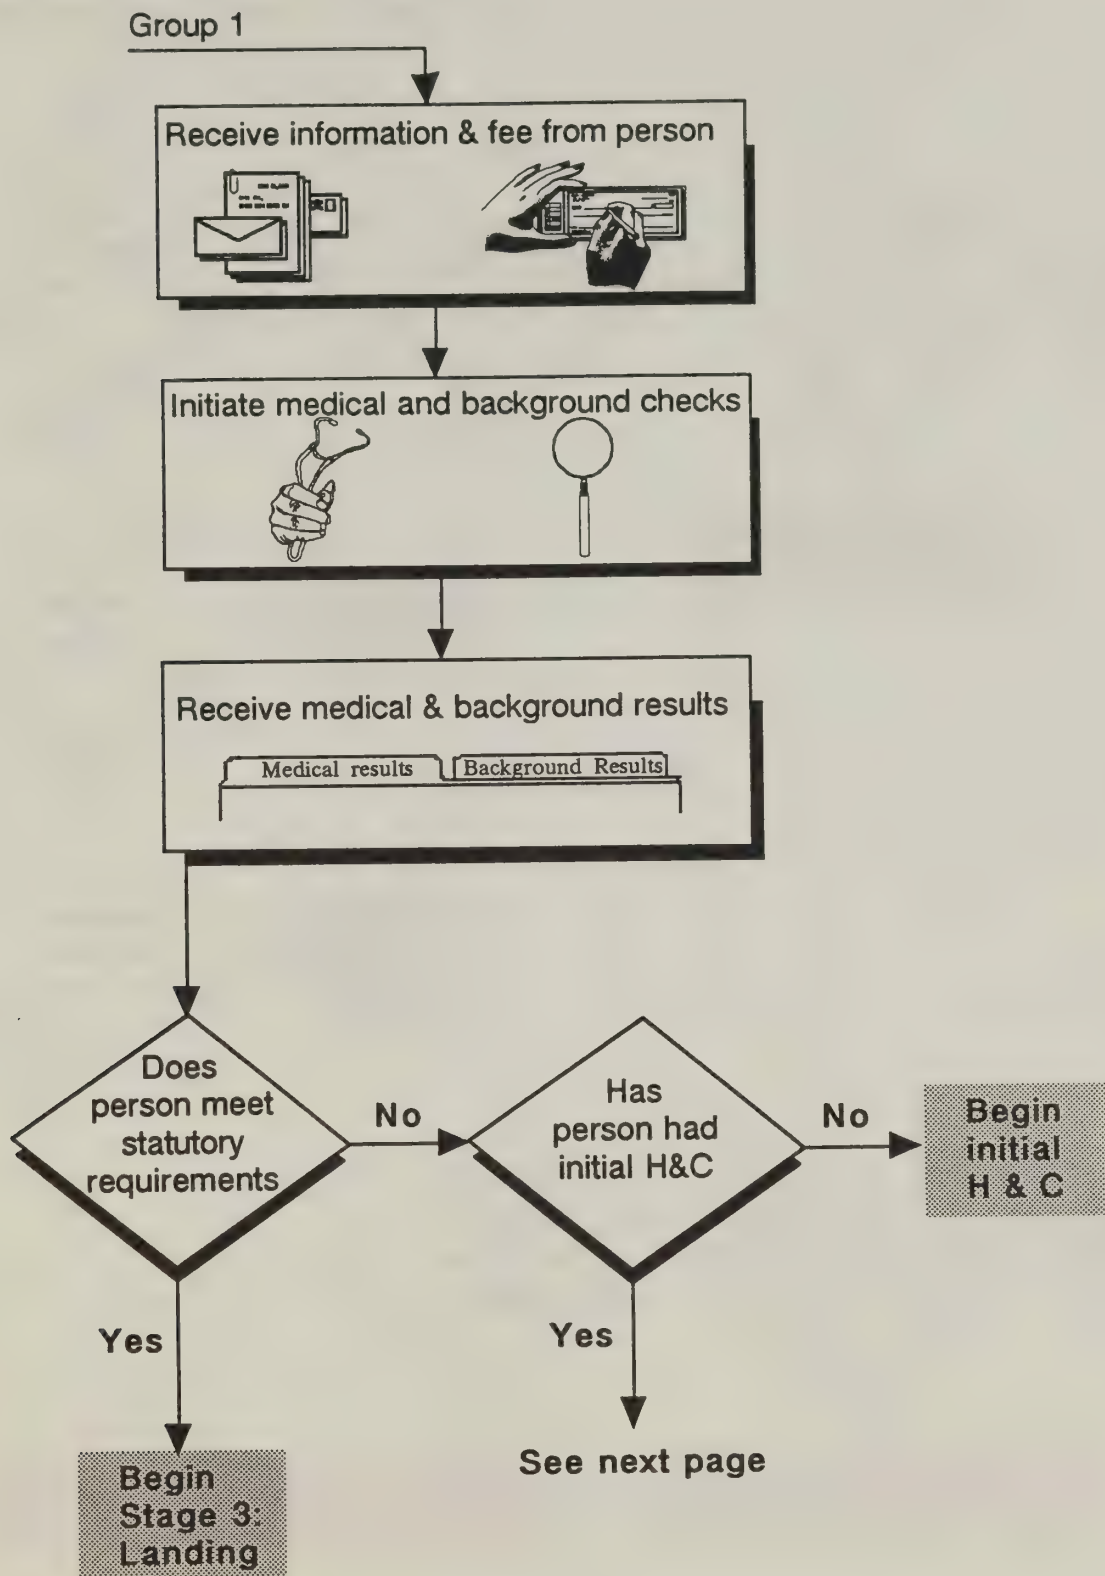 Group 1
Receive information & fee from person
Initiate medical and background checks
Receive medical & background results
Medical results
Background Results
Does
person meet
statutory
requirements
No
Has
person had
initial H&C
No
Begin
initial
H & C
Yes
Yes
See next page
Begin
Stage 3:
Landing